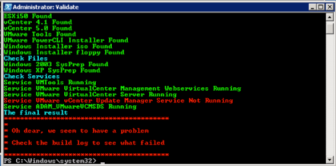 Administrator: Validate
ESXi50 Found
vCenter 4.1 Found
vCenter 5.0 Found
VMware Tools Found
VMware PowerCLI Installer Found
Windows Installer iso Found
Windows Installer floppy Found
Check Files
Windows 2003 SysPrep Found
Windows XP SysPrep Found
Check Services
Service VMTools Running
Service VMware VirtualCenter Management Webservices Running
Service VMware VirtualCenter Server Running
Service VMware vCenter Update Manager Service Not Running
Service ADAM_VMwareVCMSDS Running
The final result
*
* Oh dear, we seem to have a problem
*
* Check the build log to see what failed
PS C:\Windows\system32> _